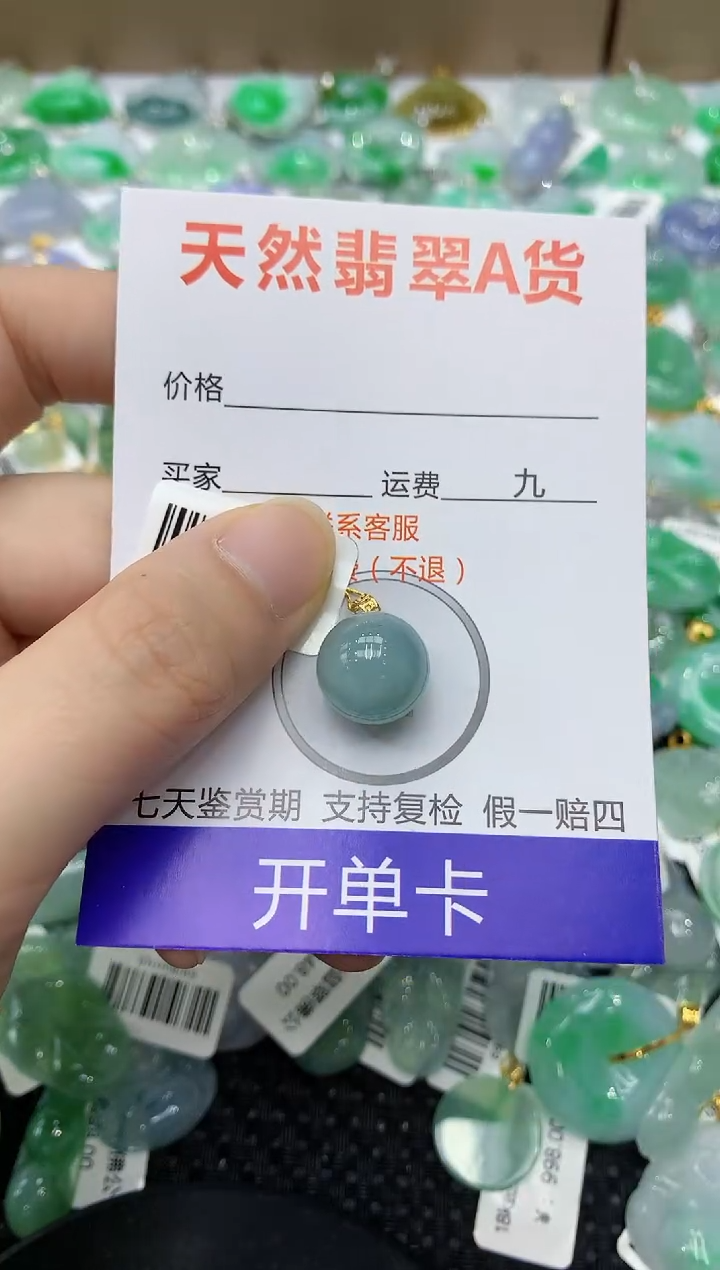 天然翡翠A货
价格
买家 运费 九
系客服
(不退)
七天鉴赏期 支持复检 假一赔四
开单卡